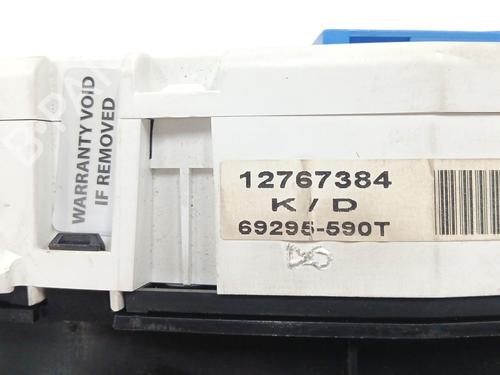 WARRANTY VOID
IF REMOVED
12767384
K/D
69295-590T